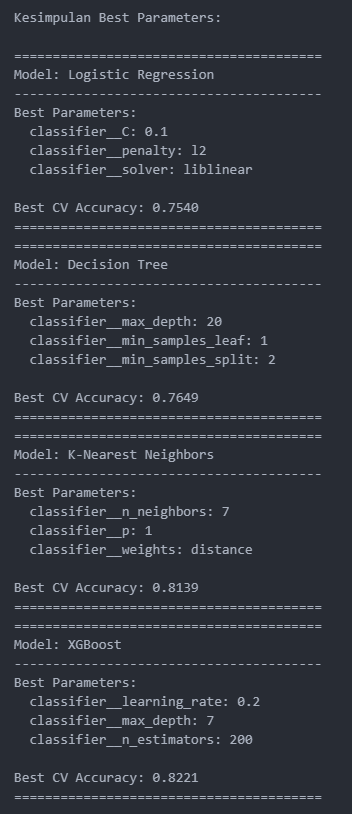 Kesimpulan Best Parameters:
========================================
Model: Logistic Regression
----------------------------------------
Best Parameters:
  classifier__C: 0.1
  classifier__penalty: l2
  classifier__solver: liblinear
Best CV Accuracy: 0.7540
========================================
========================================
Model: Decision Tree
----------------------------------------
Best Parameters:
  classifier__max_depth: 20
  classifier__min_samples_leaf: 1
  classifier__min_samples_split: 2
Best CV Accuracy: 0.7649
========================================
========================================
Model: K-Nearest Neighbors
----------------------------------------
Best Parameters:
  classifier__n_neighbors: 7
  classifier__p: 1
  classifier__weights: distance
Best CV Accuracy: 0.8139
========================================
========================================
Model: XGBoost
----------------------------------------
Best Parameters:
  classifier__learning_rate: 0.2
  classifier__max_depth: 7
  classifier__n_estimators: 200
Best CV Accuracy: 0.8221
========================================